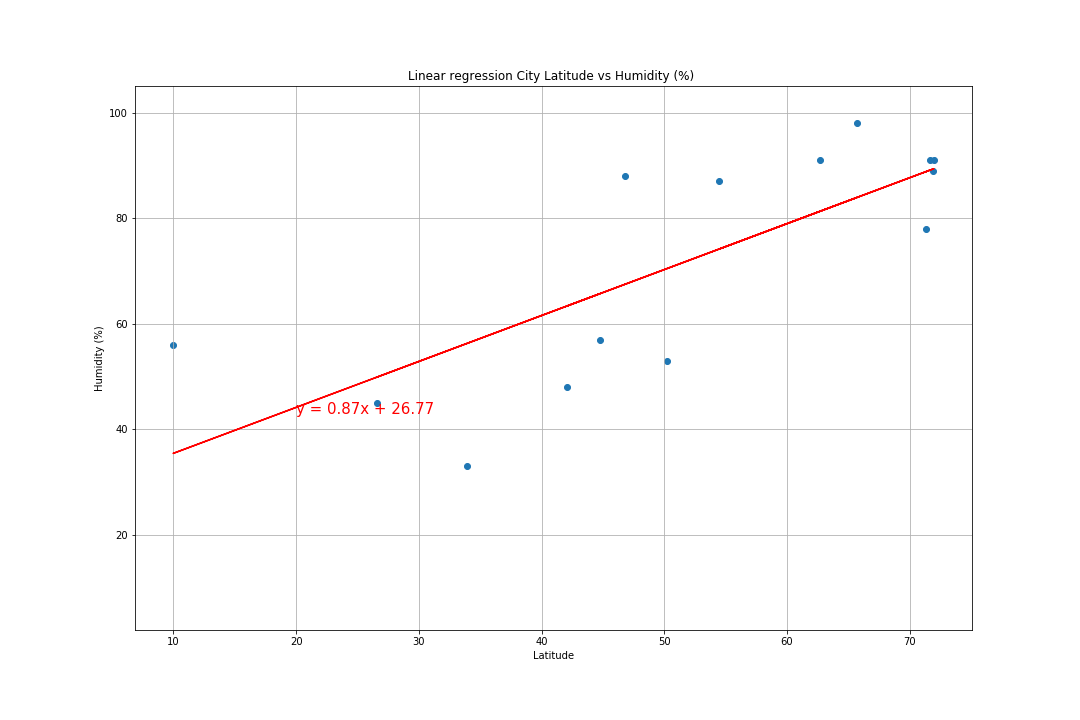 Linear regression City Latitude vs Humidity (%)
100
80
60
40
20
Humidity (%)
y = 0.87x + 26.77
10 20 30 40 50 60 70
Latitude